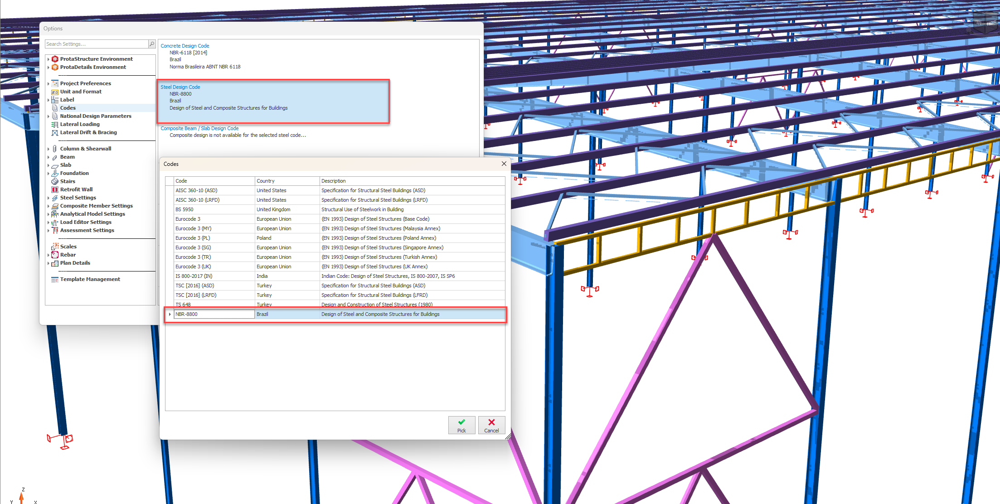 Options
Search Settings...
ProtaStructure Environment
ProtaDetails Environment
Project Preferences
Unit and Format
Label
Codes
National Design Parameters
Lateral Loading
Lateral Drift & Bracing
Column & Shearwall
Beam
Slab
Foundation
Stairs
Retrofit Wall
Steel Settings
Composite Member Settings
Analytical Model Settings
Load Editor Settings
Assessment Settings
Scales
Rebar
Plan Details
Template Management
Concrete Design Code
NBR-6118 [2014]
Brazil
Norma Brasileira ABNT NBR 6118
Steel Design Code
NBR-8800
Brazil
Design of Steel and Composite Structures for Buildings
Composite Beam / Slab Design Code
Composite design is not available for the selected steel code...
Codes
Code Country Description
AISC 360-10 (ASD) United States Specification for Structural Steel Buildings (ASD)
AISC 360-10 (LRFD) United States Specification for Structural Steel Buildings (LRFD)
BS 5950 United Kingdom Structural Use of Steelwork in Building
Eurocode 3 European Union (EN 1993) Design of Steel Structures (Base Code)
Eurocode 3 (MY) European Union (EN 1993) Design of Steel Structures (Malaysia Annex)
Eurocode 3 (PL) Poland (EN 1993) Design of Steel Structures (Poland Annex)
Eurocode 3 (SG) European Union (EN 1993) Design of Steel Structures (Singapore Annex)
Eurocode 3 (TR) European Union (EN 1993) Design of Steel Structures (Turkish Annex)
Eurocode 3 (UK) European Union (EN 1993) Design of Steel Structures (UK Annex)
IS 800-2017 (IN) India Indian Code: Design of Steel Structures, IS 800-2007, IS SP6
TSC [2016] (ASD) Turkey Specification for Structural Steel Buildings (ASD)
TSC [2016] (LRFD) Turkey Specification for Structural Steel Buildings (LFRD)
TS 648 Turkey Design and Construction of Steel Structures (1980)
NBR-8800 Brazil Design of Steel and Composite Structures for Buildings
Pick Cancel
LEFT FRONT
Z
Y X